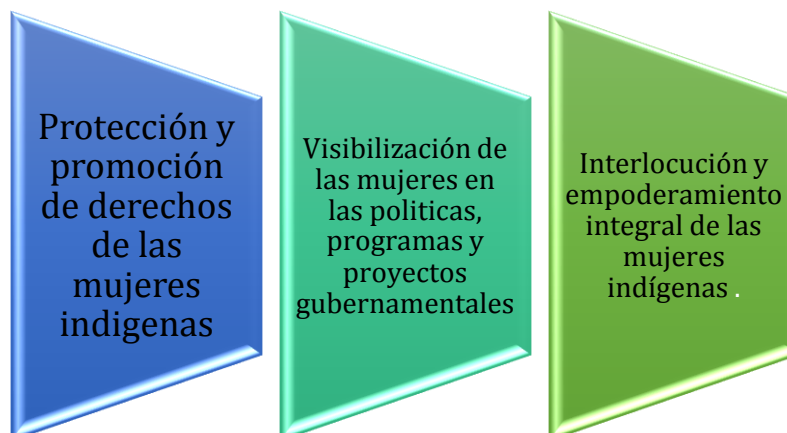 Protección y
promoción
de derechos
de las
mujeres
indigenas
Visibilización de
las mujeres en
las politicas,
programas y
proyectos
gubernamentales
Interlocución y
empoderamiento
integral de las
mujeres
indígenas .